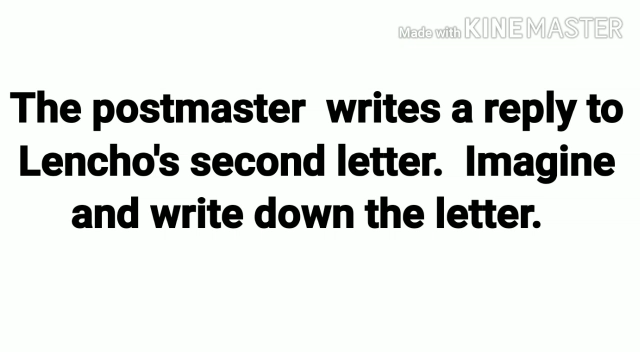 Made with KINEMASTER
The postmaster writes a reply to
Lencho's second letter. Imagine
and write down the letter.